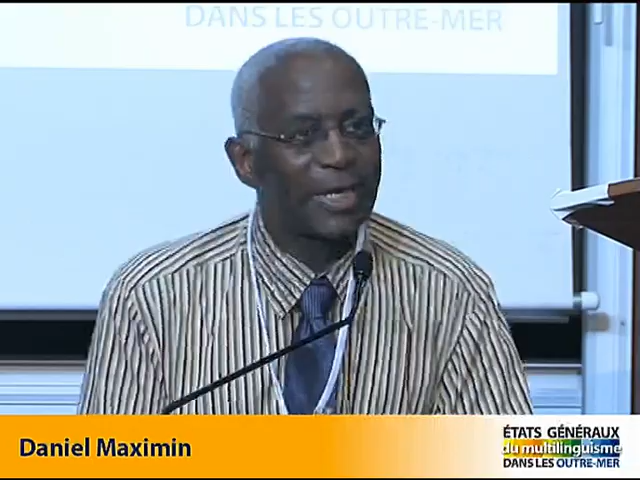 DANS LES OUTRE-MER
Daniel Maximin
ÉTATS GÉNÉRAUX
du multilinguisme
DANS LES OUTRE-MER